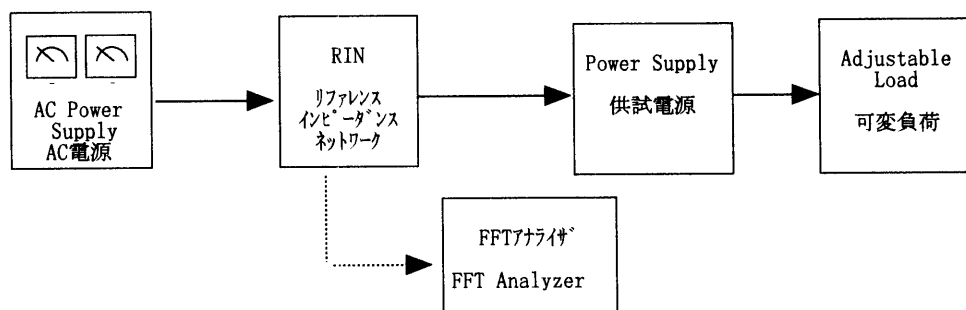 AC Power
Supply
AC電源
RIN
ﾘﾌｧﾚﾝｽ
ｲﾝﾋﾟｰﾀﾞﾝｽ
ﾈｯﾄﾜｰｸ
Power Supply
供試電源
Adjustable
Load
可変負荷
FFTｱﾅﾗｲｻﾞ
FFT Analyzer